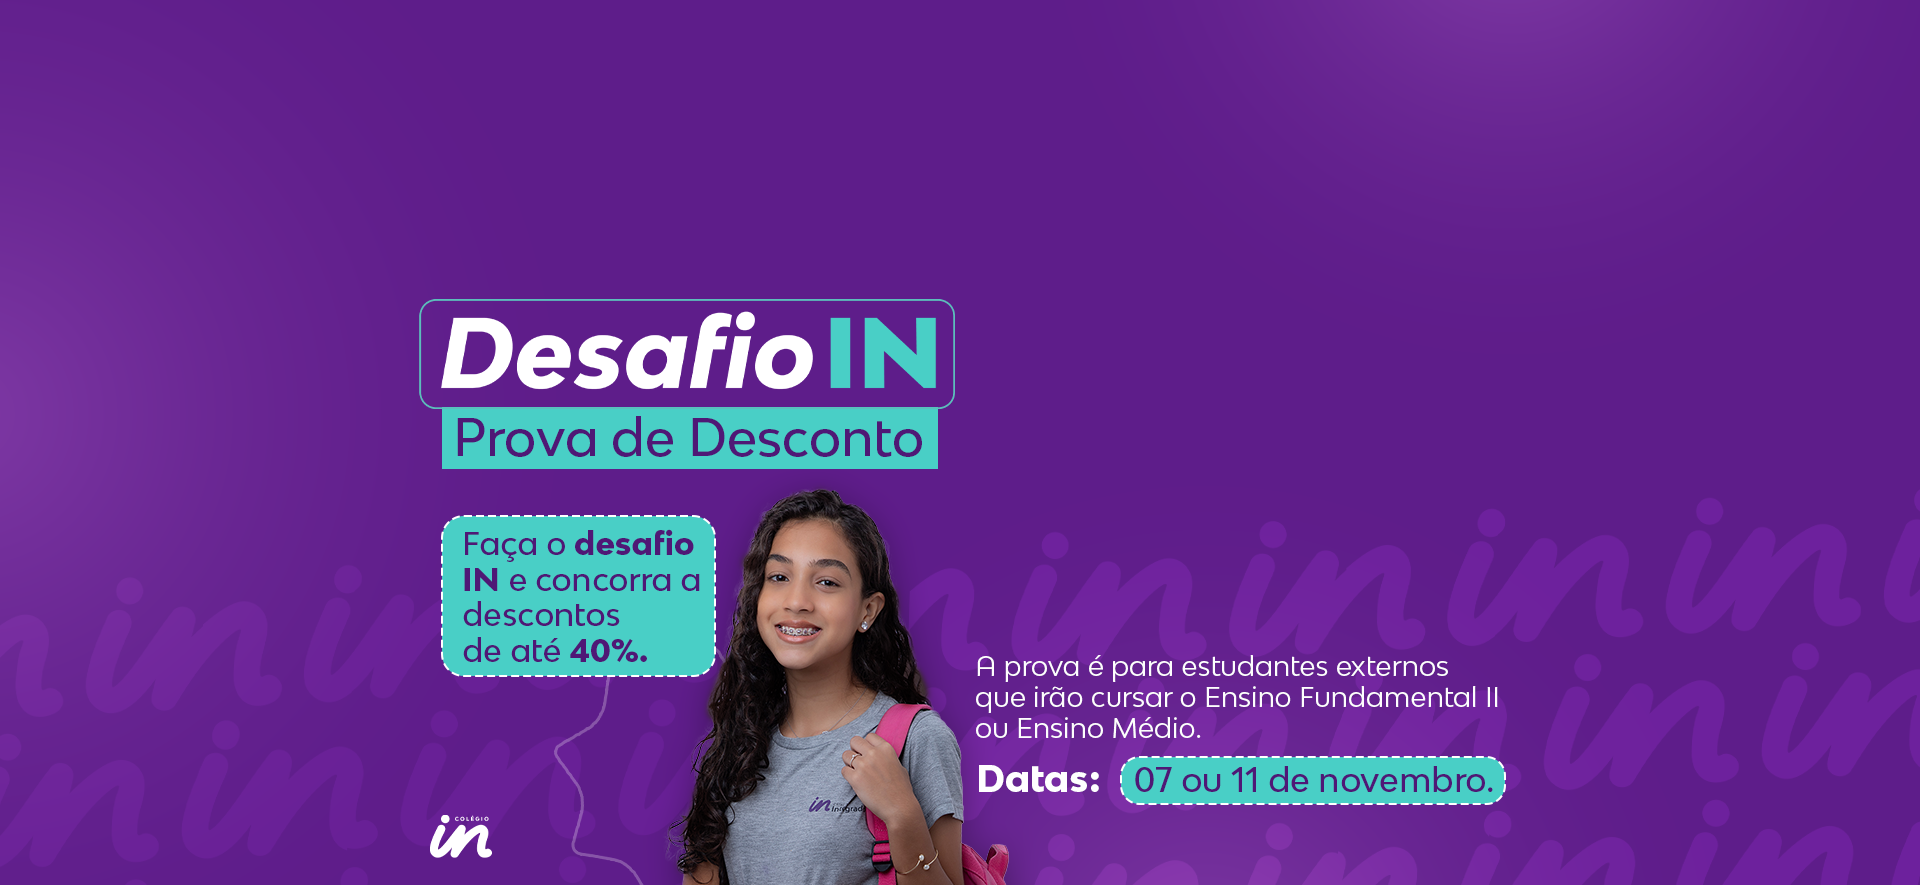 Desafio IN
Prova de Desconto
Faça o desafio
IN e concorra a
descontos
de até 40%.
A prova é para estudantes externos
que irão cursar o Ensino Fundamental II
ou Ensino Médio.
Datas: 07 ou 11 de novembro.
in
COLÉGIO
in